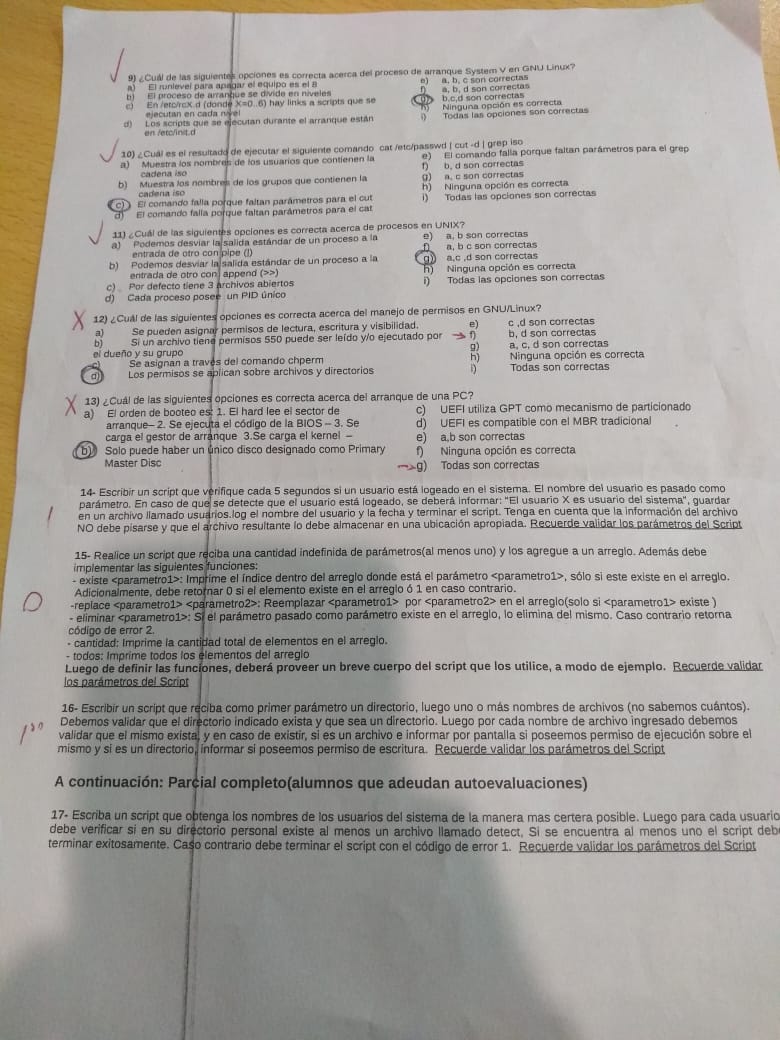 9) ¿Cuál de las siguientes opciones es correcta acerca del proceso de arranque System V en GNU Linux?
a) El runlevel para apagar el equipo es el 8
b) El proceso de arranque se divide en niveles
c) En /etc/rcX.d (donde X=0..6) hay links a scripts que se
ejecutan en cada nivel
d) Los scripts que se ejecutan durante el arranque están
en /etc/init.d
e) a, b, c son correctas
f) a, b, d son correctas
g) b,c,d son correctas
h) Ninguna opción es correcta
i) Todas las opciones son correctas
10) ¿Cuál es el resultado de ejecutar el siguiente comando cat /etc/passwd | cut -d | grep iso
a) Muestra los nombres de los usuarios que contienen la
cadena iso
b) Muestra los nombres de los grupos que contienen la
cadena iso
c) El comando falla porque faltan parámetros para el cut
d) El comando falla porque faltan parámetros para el cat
e) El comando falla porque faltan parámetros para el grep
f) b, d son correctas
g) a, c son correctas
h) Ninguna opción es correcta
i) Todas las opciones son correctas
11) ¿Cuál de las siguientes opciones es correcta acerca de procesos en UNIX?
a) Podemos desviar la salida estándar de un proceso a la
entrada de otro con pipe (|)
b) Podemos desviar la salida estándar de un proceso a la
entrada de otro con append (>>)
c) Por defecto tiene 3 archivos abiertos
d) Cada proceso posee un PID único
e) a, b son correctas
f) a, b c son correctas
g) a,c ,d son correctas
h) Ninguna opción es correcta
i) Todas las opciones son correctas
12) ¿Cuál de las siguientes opciones es correcta acerca del manejo de permisos en GNU/Linux?
a) Se pueden asignar permisos de lectura, escritura y visibilidad.
b) Si un archivo tiene permisos 550 puede ser leído y/o ejecutado por
el dueño y su grupo
c) Se asignan a través del comando chperm
d) Los permisos se aplican sobre archivos y directorios
e) c ,d son correctas
f) b, d son correctas
g) a, c, d son correctas
h) Ninguna opción es correcta
i) Todas son correctas
13) ¿Cuál de las siguientes opciones es correcta acerca del arranque de una PC?
a) El orden de booteo es: 1. El hard lee el sector de
arranque– 2. Se ejecuta el código de la BIOS – 3. Se
carga el gestor de arranque 3.Se carga el kernel –
b) Solo puede haber un único disco designado como Primary
Master Disc
c) UEFI utiliza GPT como mecanismo de particionado
d) UEFI es compatible con el MBR tradicional
e) a,b son correctas
f) Ninguna opción es correcta
g) Todas son correctas
14- Escribir un script que verifique cada 5 segundos si un usuario está logeado en el sistema. El nombre del usuario es pasado como
parámetro. En caso de que se detecte que el usuario está logeado, se deberá informar: "El usuario X es usuario del sistema", guardar
en un archivo llamado usuarios.log el nombre del usuario y la fecha y terminar el script. Tenga en cuenta que la información del archivo
NO debe pisarse y que el archivo resultante lo debe almacenar en una ubicación apropiada. Recuerde validar los parámetros del Script
15- Realice un script que reciba una cantidad indefinida de parámetros(al menos uno) y los agregue a un arreglo. Además debe
implementar las siguientes funciones:
- existe <parametro1>: Imprime el índice dentro del arreglo donde está el parámetro <parametro1>, sólo si este existe en el arreglo.
Adicionalmente, debe retornar 0 si el elemento existe en el arreglo ó 1 en caso contrario.
-replace <parametro1> <parámetro2>: Reemplazar <parametro1> por <parametro2> en el arreglo(solo si <parametro1> existe )
- eliminar <parametro1>: Si el parámetro pasado como parámetro existe en el arreglo, lo elimina del mismo. Caso contrario retorna
código de error 2.
- cantidad: Imprime la cantidad total de elementos en el arreglo.
- todos: Imprime todos los elementos del arreglo
Luego de definir las funciones, deberá proveer un breve cuerpo del script que los utilice, a modo de ejemplo. Recuerde validar
los parámetros del Script
16- Escribir un script que reciba como primer parámetro un directorio, luego uno o más nombres de archivos (no sabemos cuántos).
Debemos validar que el directorio indicado exista y que sea un directorio. Luego por cada nombre de archivo ingresado debemos
validar que el mismo exista, y en caso de existir, si es un archivo e informar por pantalla si poseemos permiso de ejecución sobre el
mismo y si es un directorio, informar si poseemos permiso de escritura. Recuerde validar los parámetros del Script
A continuación: Parcial completo(alumnos que adeudan autoevaluaciones)
17- Escriba un script que obtenga los nombres de los usuarios del sistema de la manera mas certera posible. Luego para cada usuario
debe verificar si en su directorio personal existe al menos un archivo llamado detect, Si se encuentra al menos uno el script deb
terminar exitosamente. Caso contrario debe terminar el script con el código de error 1. Recuerde validar los parámetros del Script